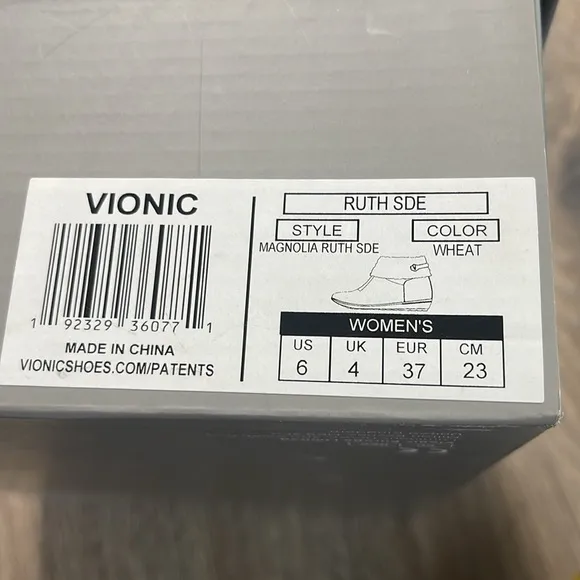 VIONIC
1 92329 36077 1
MADE IN CHINA
VIONICSHOES.COM/PATENTS
RUTH SDE
STYLE COLOR
MAGNOLIA RUTH SDE WHEAT
WOMEN'S
US UK EUR CM
6 4 37 23